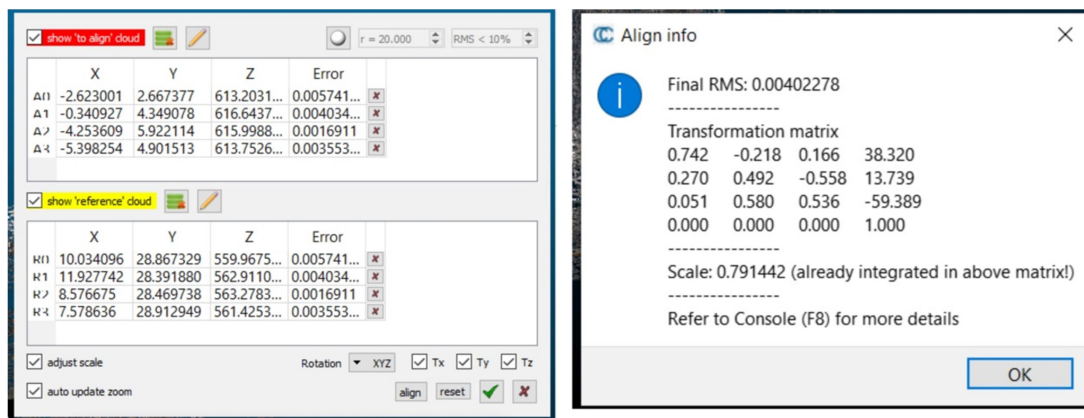 show 'to align' cloud
r = 20.000
RMS < 10%
X Y Z Error
A0 -2.623001 2.667377 613.2031... 0.005741...
A1 -0.340927 4.349078 616.6437... 0.004034...
A2 -4.253609 5.922114 615.9988... 0.0016911
A3 -5.398254 4.901513 613.7526... 0.003553...
show 'reference' cloud
X Y Z Error
R0 10.034096 28.867329 559.9675... 0.005741...
R1 11.927742 28.391880 562.9110... 0.004034...
R2 8.576675 28.469738 563.2783... 0.0016911
R3 7.578636 28.912949 561.4253... 0.003553...
adjust scale Rotation XYZ Tx Ty Tz
auto update zoom align reset
Align info
Final RMS: 0.00402278
----------------
Transformation matrix
0.742 -0.218 0.166 38.320
0.270 0.492 -0.558 13.739
0.051 0.580 0.536 -59.389
0.000 0.000 0.000 1.000
----------------
Scale: 0.791442 (already integrated in above matrix!)
----------------
Refer to Console (F8) for more details
OK